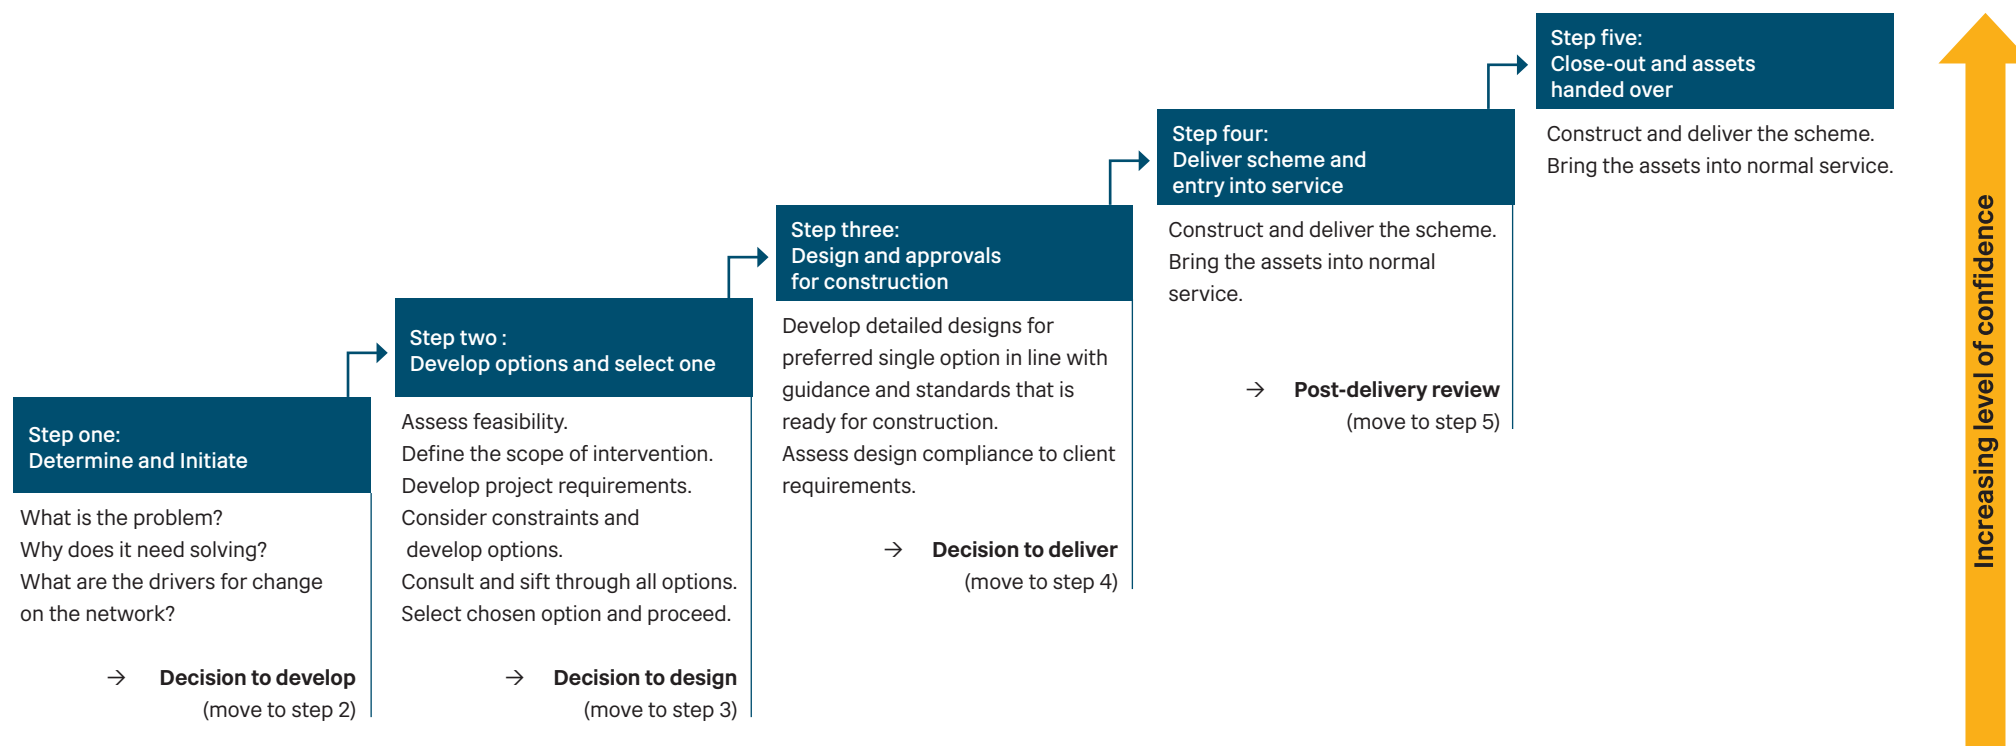 Step one:
Determine and Initiate
What is the problem?
Why does it need solving?
What are the drivers for change
on the network?
→ Decision to develop
(move to step 2)
Step two :
Develop options and select one
Assess feasibility.
Define the scope of intervention.
Develop project requirements.
Consider constraints and
develop options.
Consult and sift through all options.
Select chosen option and proceed.
→ Decision to design
(move to step 3)
Step three:
Design and approvals
for construction
Develop detailed designs for
preferred single option in line with
guidance and standards that is
ready for construction.
Assess design compliance to client
requirements.
→ Decision to deliver
(move to step 4)
Step four:
Deliver scheme and
entry into service
Construct and deliver the scheme.
Bring the assets into normal
service.
→ Post-delivery review
(move to step 5)
Step five:
Close-out and assets
handed over
Construct and deliver the scheme.
Bring the assets into normal service.
Increasing level of confidence